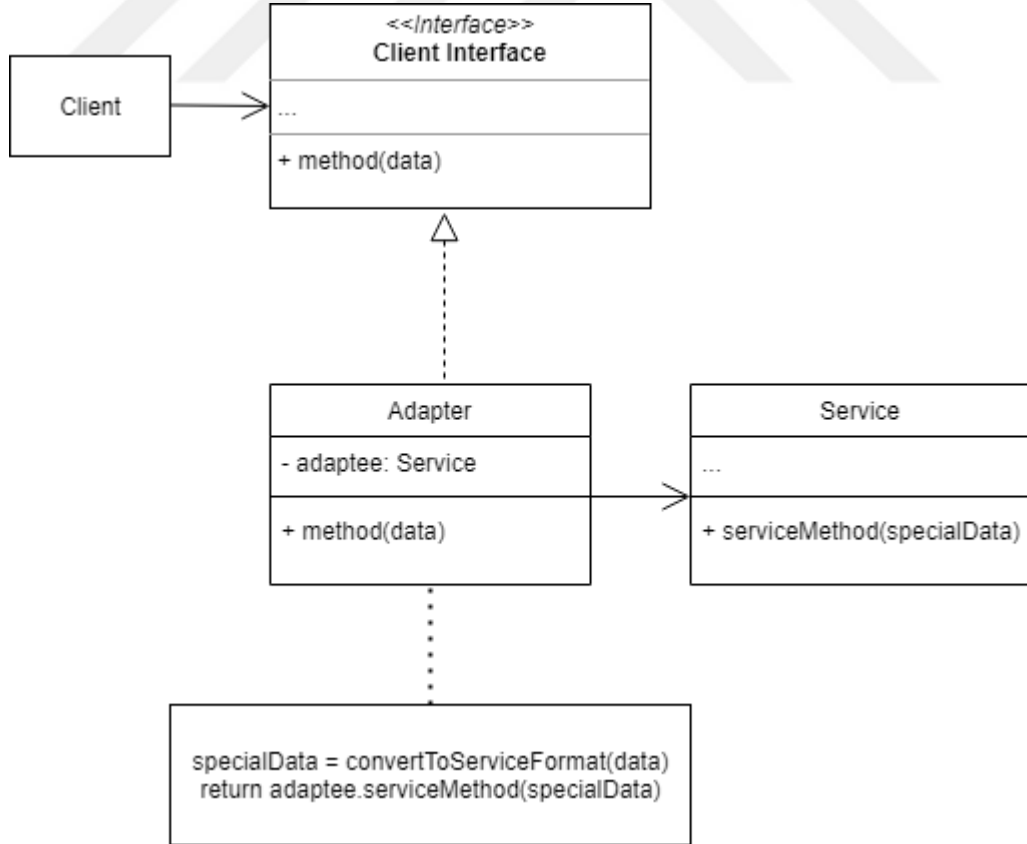 <<Interface>>
Client Interface
Client
...
+ method(data)
Adapter
- adaptee: Service
+ method(data)
Service
...
+ serviceMethod(specialData)
specialData = convertToServiceFormat(data)
return adaptee.serviceMethod(specialData)